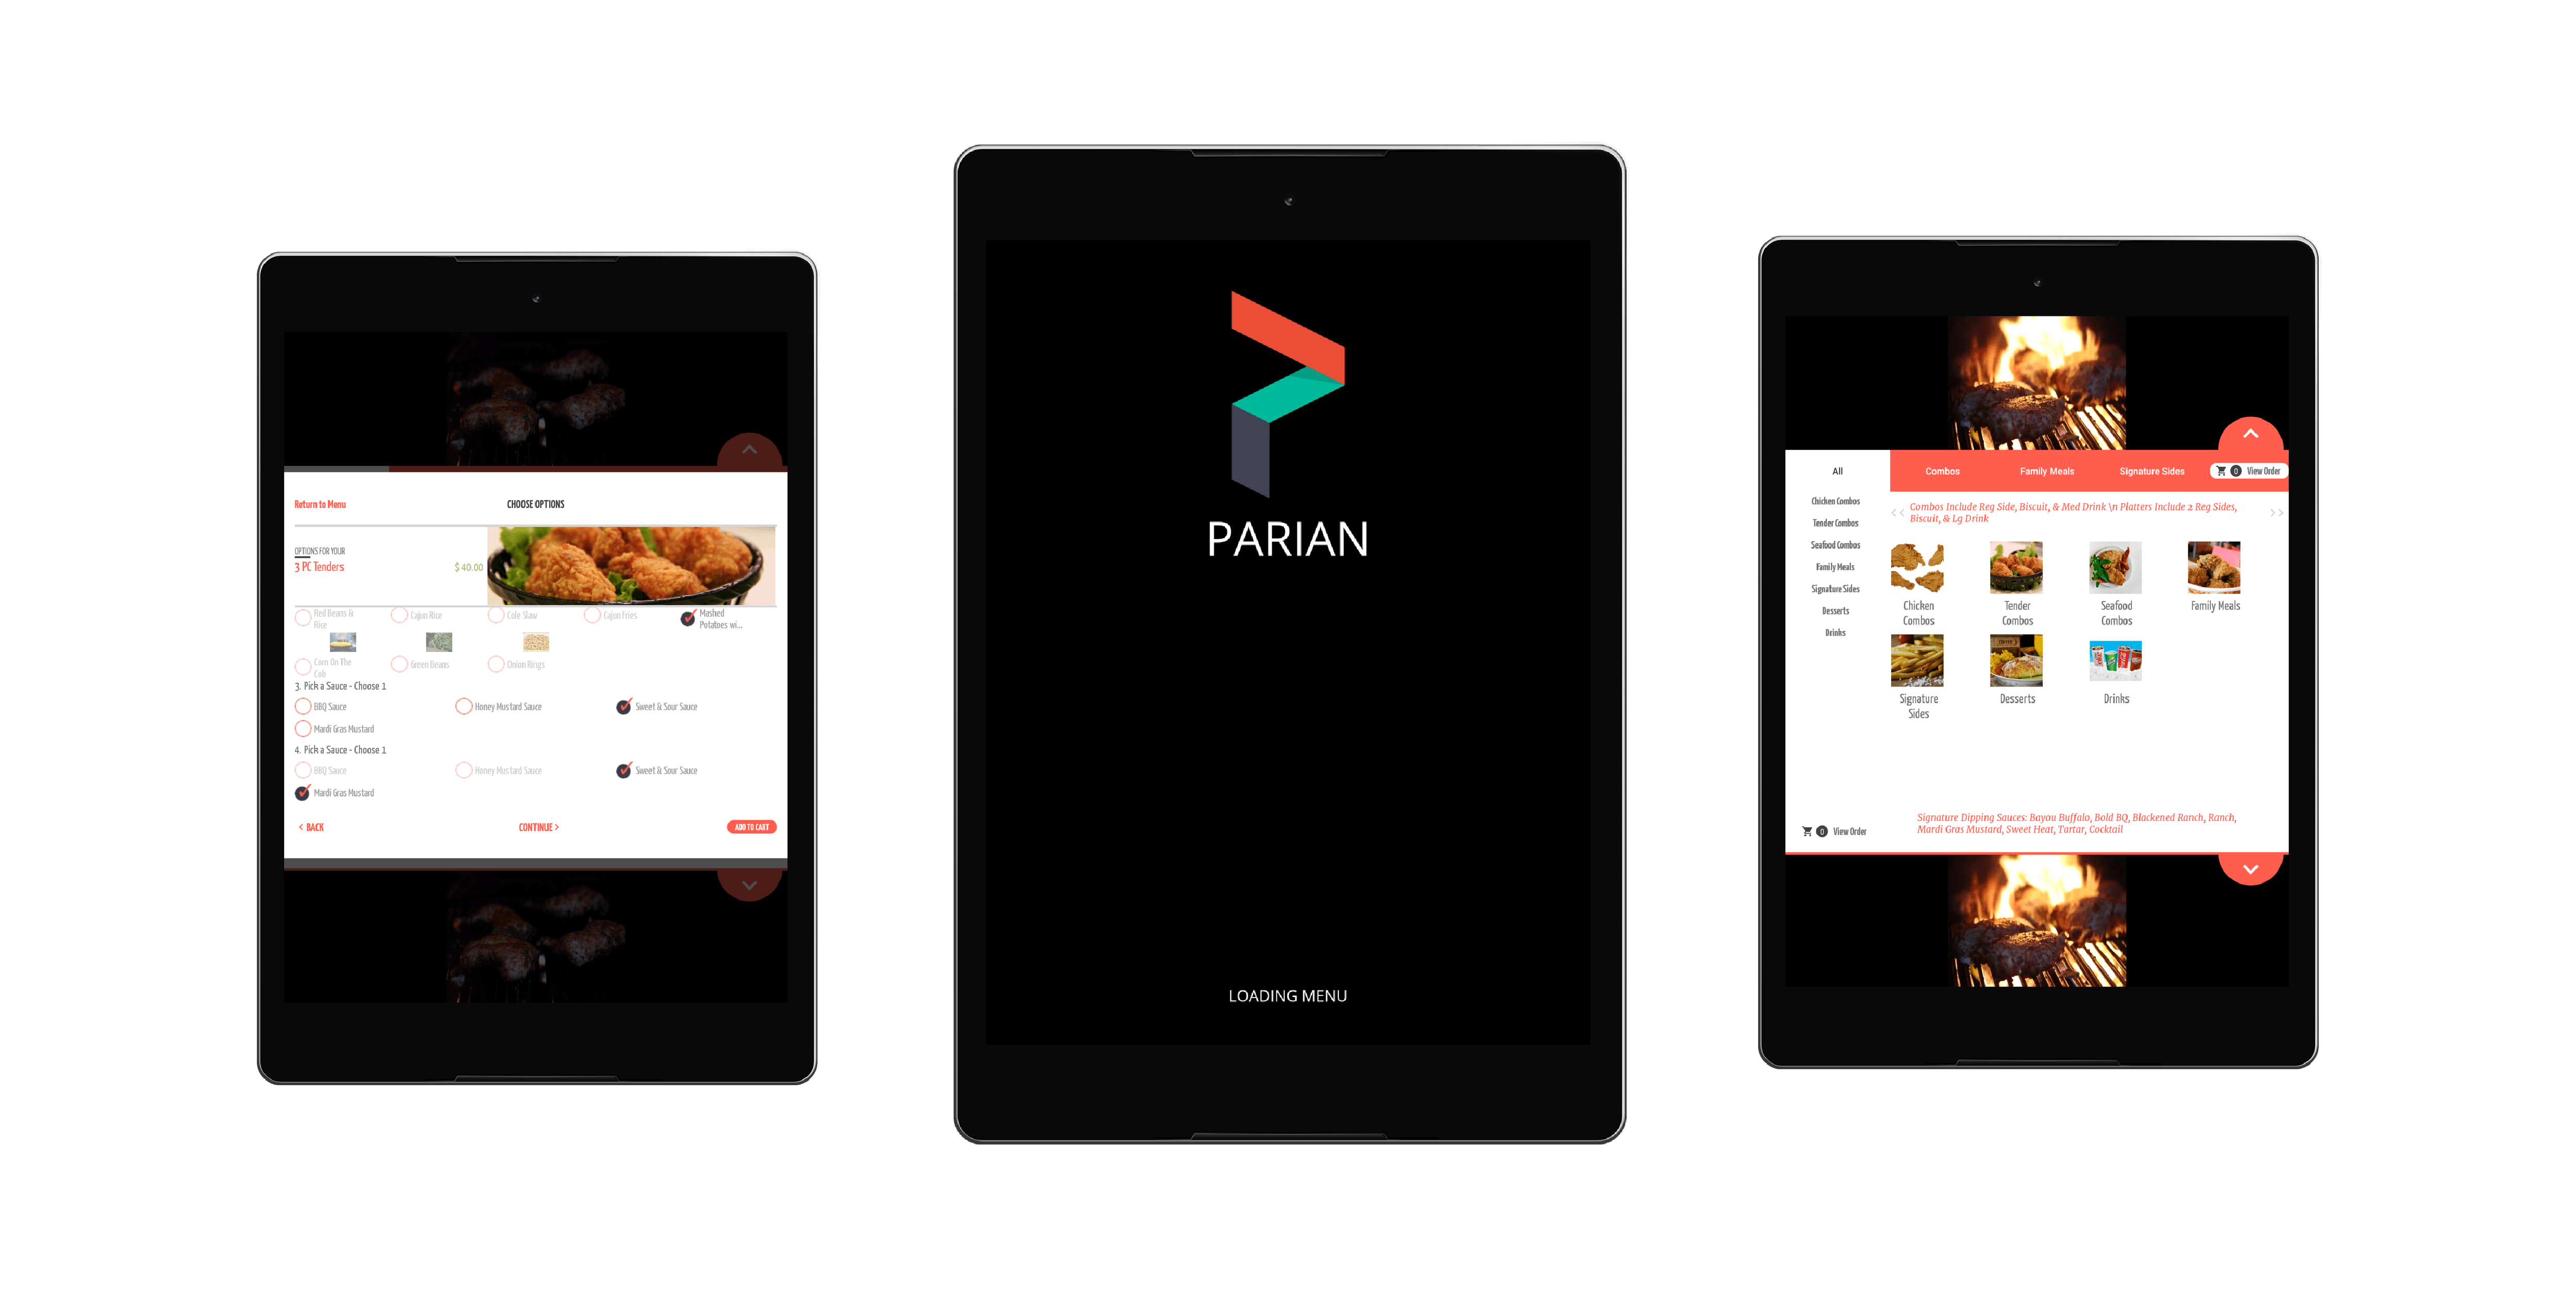 Return to Menu
CHOOSE OPTIONS
OPTIONS FOR YOUR
3 PC Tenders
$ 40.00
Red Beans &
Rice
Cajun Rice
Cole Slaw
Cajun Fries
Mashed
Potatoes wi...
Corn On The
Cob
Green Beans
Onion Rings
3. Pick a Sauce - Choose 1
BBQ Sauce
Honey Mustard Sauce
Sweet & Sour Sauce
Mardi Gras Mustard
4. Pick a Sauce - Choose 1
BBQ Sauce
Honey Mustard Sauce
Sweet & Sour Sauce
Mardi Gras Mustard
< BACK
CONTINUE >
ADD TO CART
PARIAN
LOADING MENU
All
Combos
Family Meals
Signature Sides
0 View Order
Chicken Combos
Tender Combos
Seafood Combos
Family Meals
Signature Sides
Desserts
Drinks
<< Combos Include Reg Side, Biscuit, & Med Drink \n Platters Include 2 Reg Sides, >>
Biscuit, & Lg Drink
Chicken
Combos
Tender
Combos
Seafood
Combos
Family Meals
Signature
Sides
Desserts
Drinks
Signature Dipping Sauces: Bayou Buffalo, Bold BQ, Blackened Ranch, Ranch,
Mardi Gras Mustard, Sweet Heat, Tartar, Cocktail
0 View Order